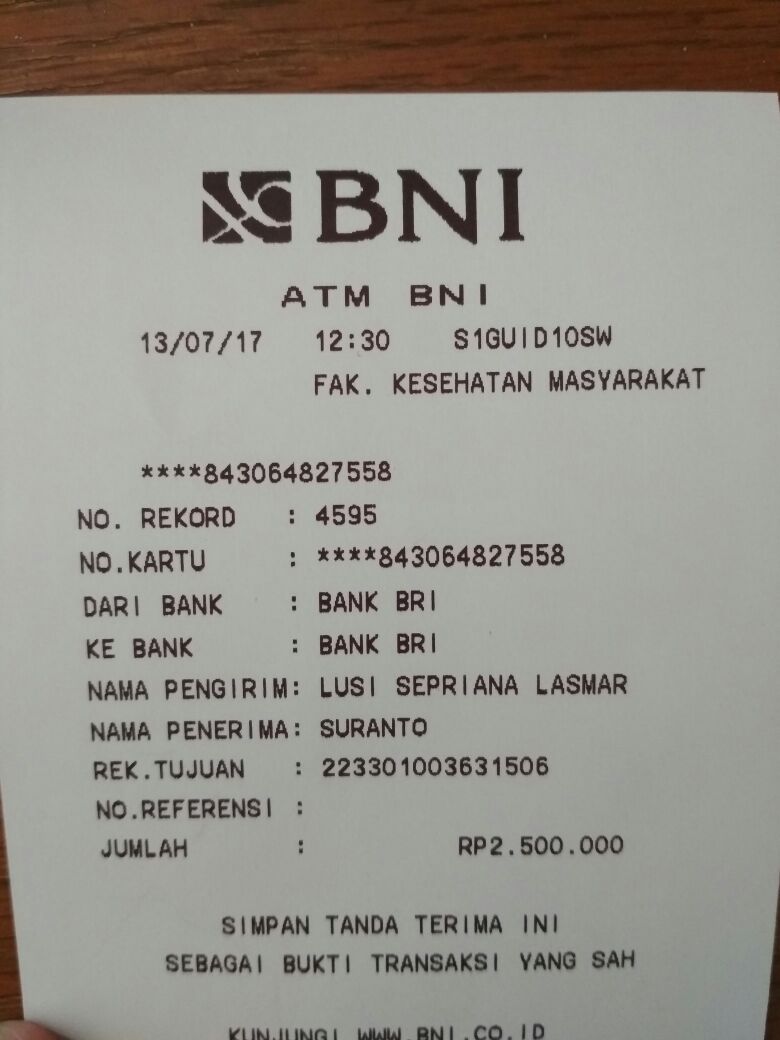 BNI
ATM BNI
13/07/17 12:30 S1GUID10SW
FAK. KESEHATAN MASYARAKAT
****843064827558
NO. REKORD : 4595
NO.KARTU : ****843064827558
DARI BANK : BANK BRI
KE BANK : BANK BRI
NAMA PENGIRIM: LUSI SEPRIANA LASMAR
NAMA PENERIMA: SURANTO
REK.TUJUAN : 223301003631506
NO.REFERENSI :
JUMLAH : RP2.500.000
SIMPAN TANDA TERIMA INI
SEBAGAI BUKTI TRANSAKSI YANG SAH
KUNJUNGI WWW.BNI.CO.ID